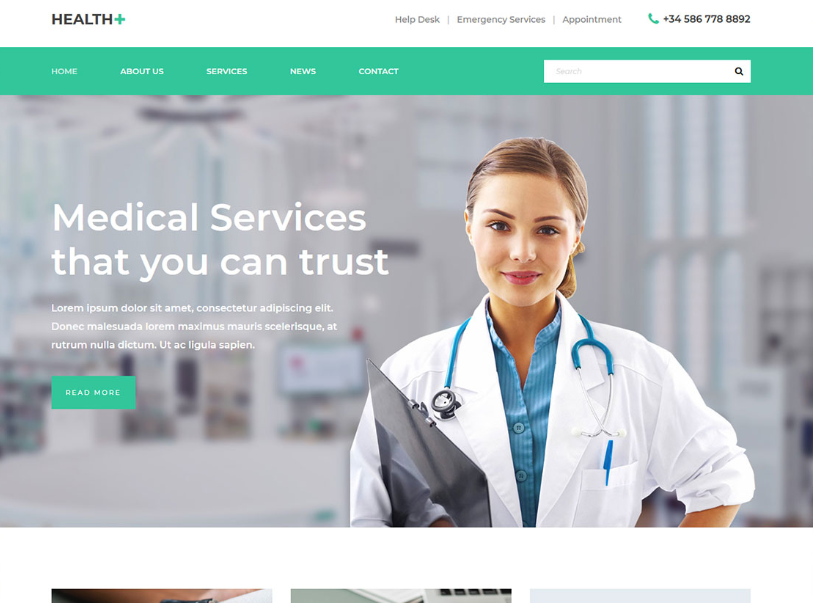 HEALTH+
Help Desk | Emergency Services | Appointment
+34 586 778 8892
HOME ABOUT US SERVICES NEWS CONTACT
Search
Medical Services
that you can trust
Lorem ipsum dolor sit amet, consectetur adipiscing elit.
Donec malesuada lorem maximus mauris scelerisque, at
rutrum nulla dictum. Ut ac ligula sapien.
READ MORE